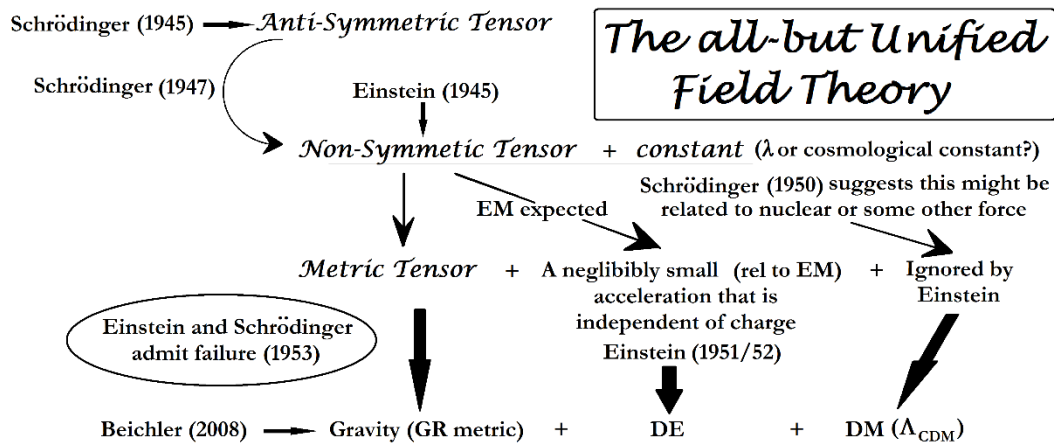 Schrödinger (1945)
Anti-Symmetric Tensor
The all-but Unified
Field Theory
Schrödinger (1947)
Einstein (1945)
Non-Symmetic Tensor + constant (λ or cosmological constant?)
EM expected
Schrödinger (1950) suggests this might be
related to nuclear or some other force
Metric Tensor + A neglibibly small (rel to EM) + Ignored by
acceleration that is
Einstein
independent of charge
Einstein (1951/52)
Einstein and Schrödinger
admit failure (1953)
Beichler (2008) Gravity (GR metric) + DE + DM (ΛCDM)